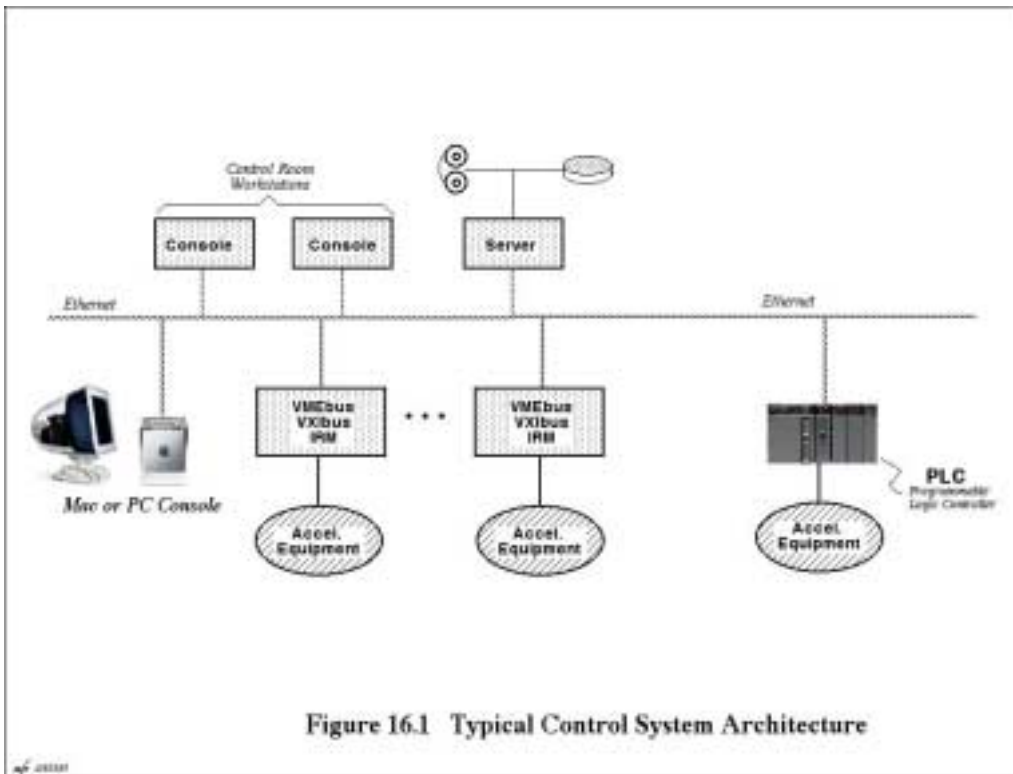 Control Room
Workstations
Console
Console
Server
Ethernet
Ethernet
VMEbus
VXIbus
IRM
• • •
VMEbus
VXIbus
IRM
Mac or PC Console
PLC
Programmable
Logic Controller
Accel.
Equipment
Accel.
Equipment
Accel.
Equipment
Figure 16.1 Typical Control System Architecture